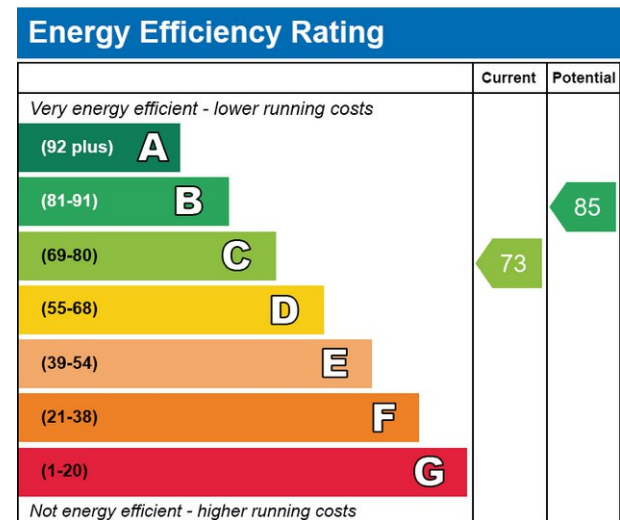 Energy Efficiency Rating
Current Potential
Very energy efficient - lower running costs
(92 plus) A
(81-91) B
85
(69-80) C
73
(55-68) D
(39-54) E
(21-38) F
(1-20) G
Not energy efficient - higher running costs